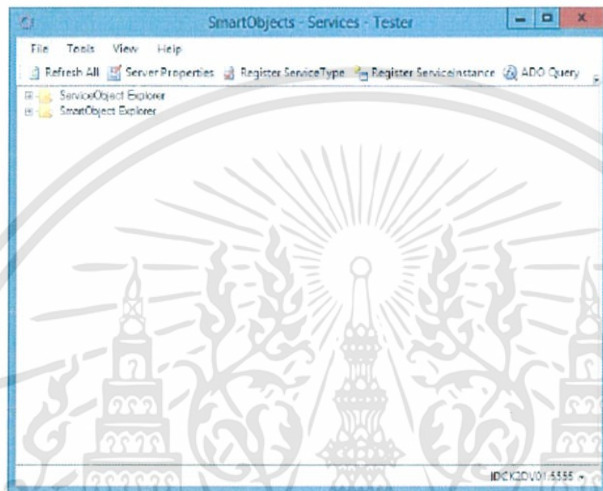 SmartObjects - Services - Tester
File Tools View Help
Refresh All Server Properties Register ServiceType Register ServiceInstance ADO Query
ServiceObject Explorer
SmartObject Explorer